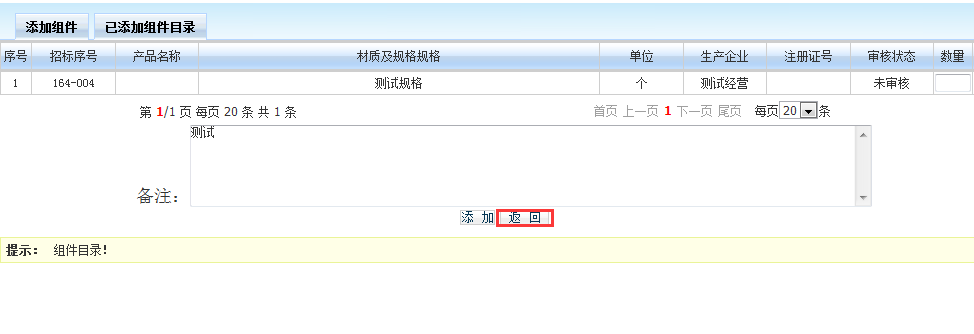 添加组件 已添加组件目录
序号 招标序号 产品名称 材质及规格规格 单位 生产企业 注册证号 审核状态 数量
1 164-004 测试规格 个 测试经营 未审核
第 1/1 页 每页 20 条 共 1 条 首页 上一页 1 下一页 尾页 每页 20 条
测试
备注：
添 加 返 回
提示： 组件目录!